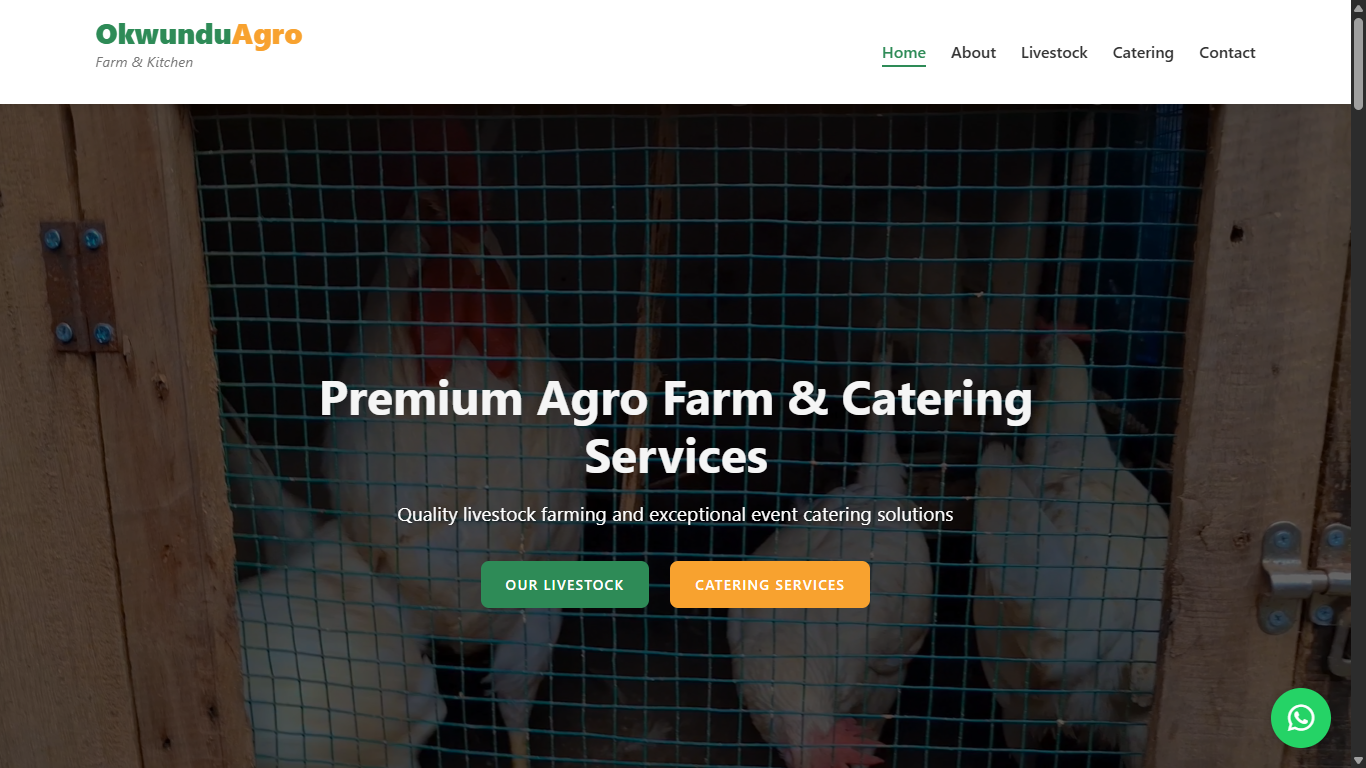 OkwunduAgro
Farm & Kitchen
Home About Livestock Catering Contact
Premium Agro Farm & Catering
Services
Quality livestock farming and exceptional event catering solutions
OUR LIVESTOCK CATERING SERVICES